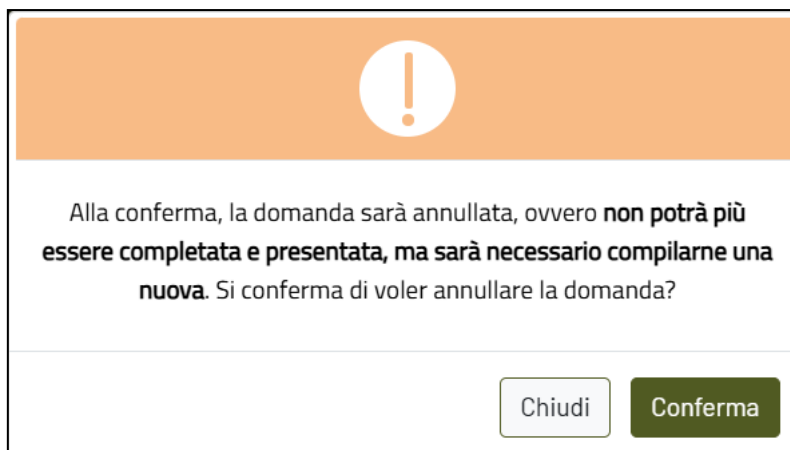 Alla conferma, la domanda sarà annullata, ovvero non potrà più
essere completata e presentata, ma sarà necessario compilarne una
nuova. Si conferma di voler annullare la domanda?
Chiudi
Conferma